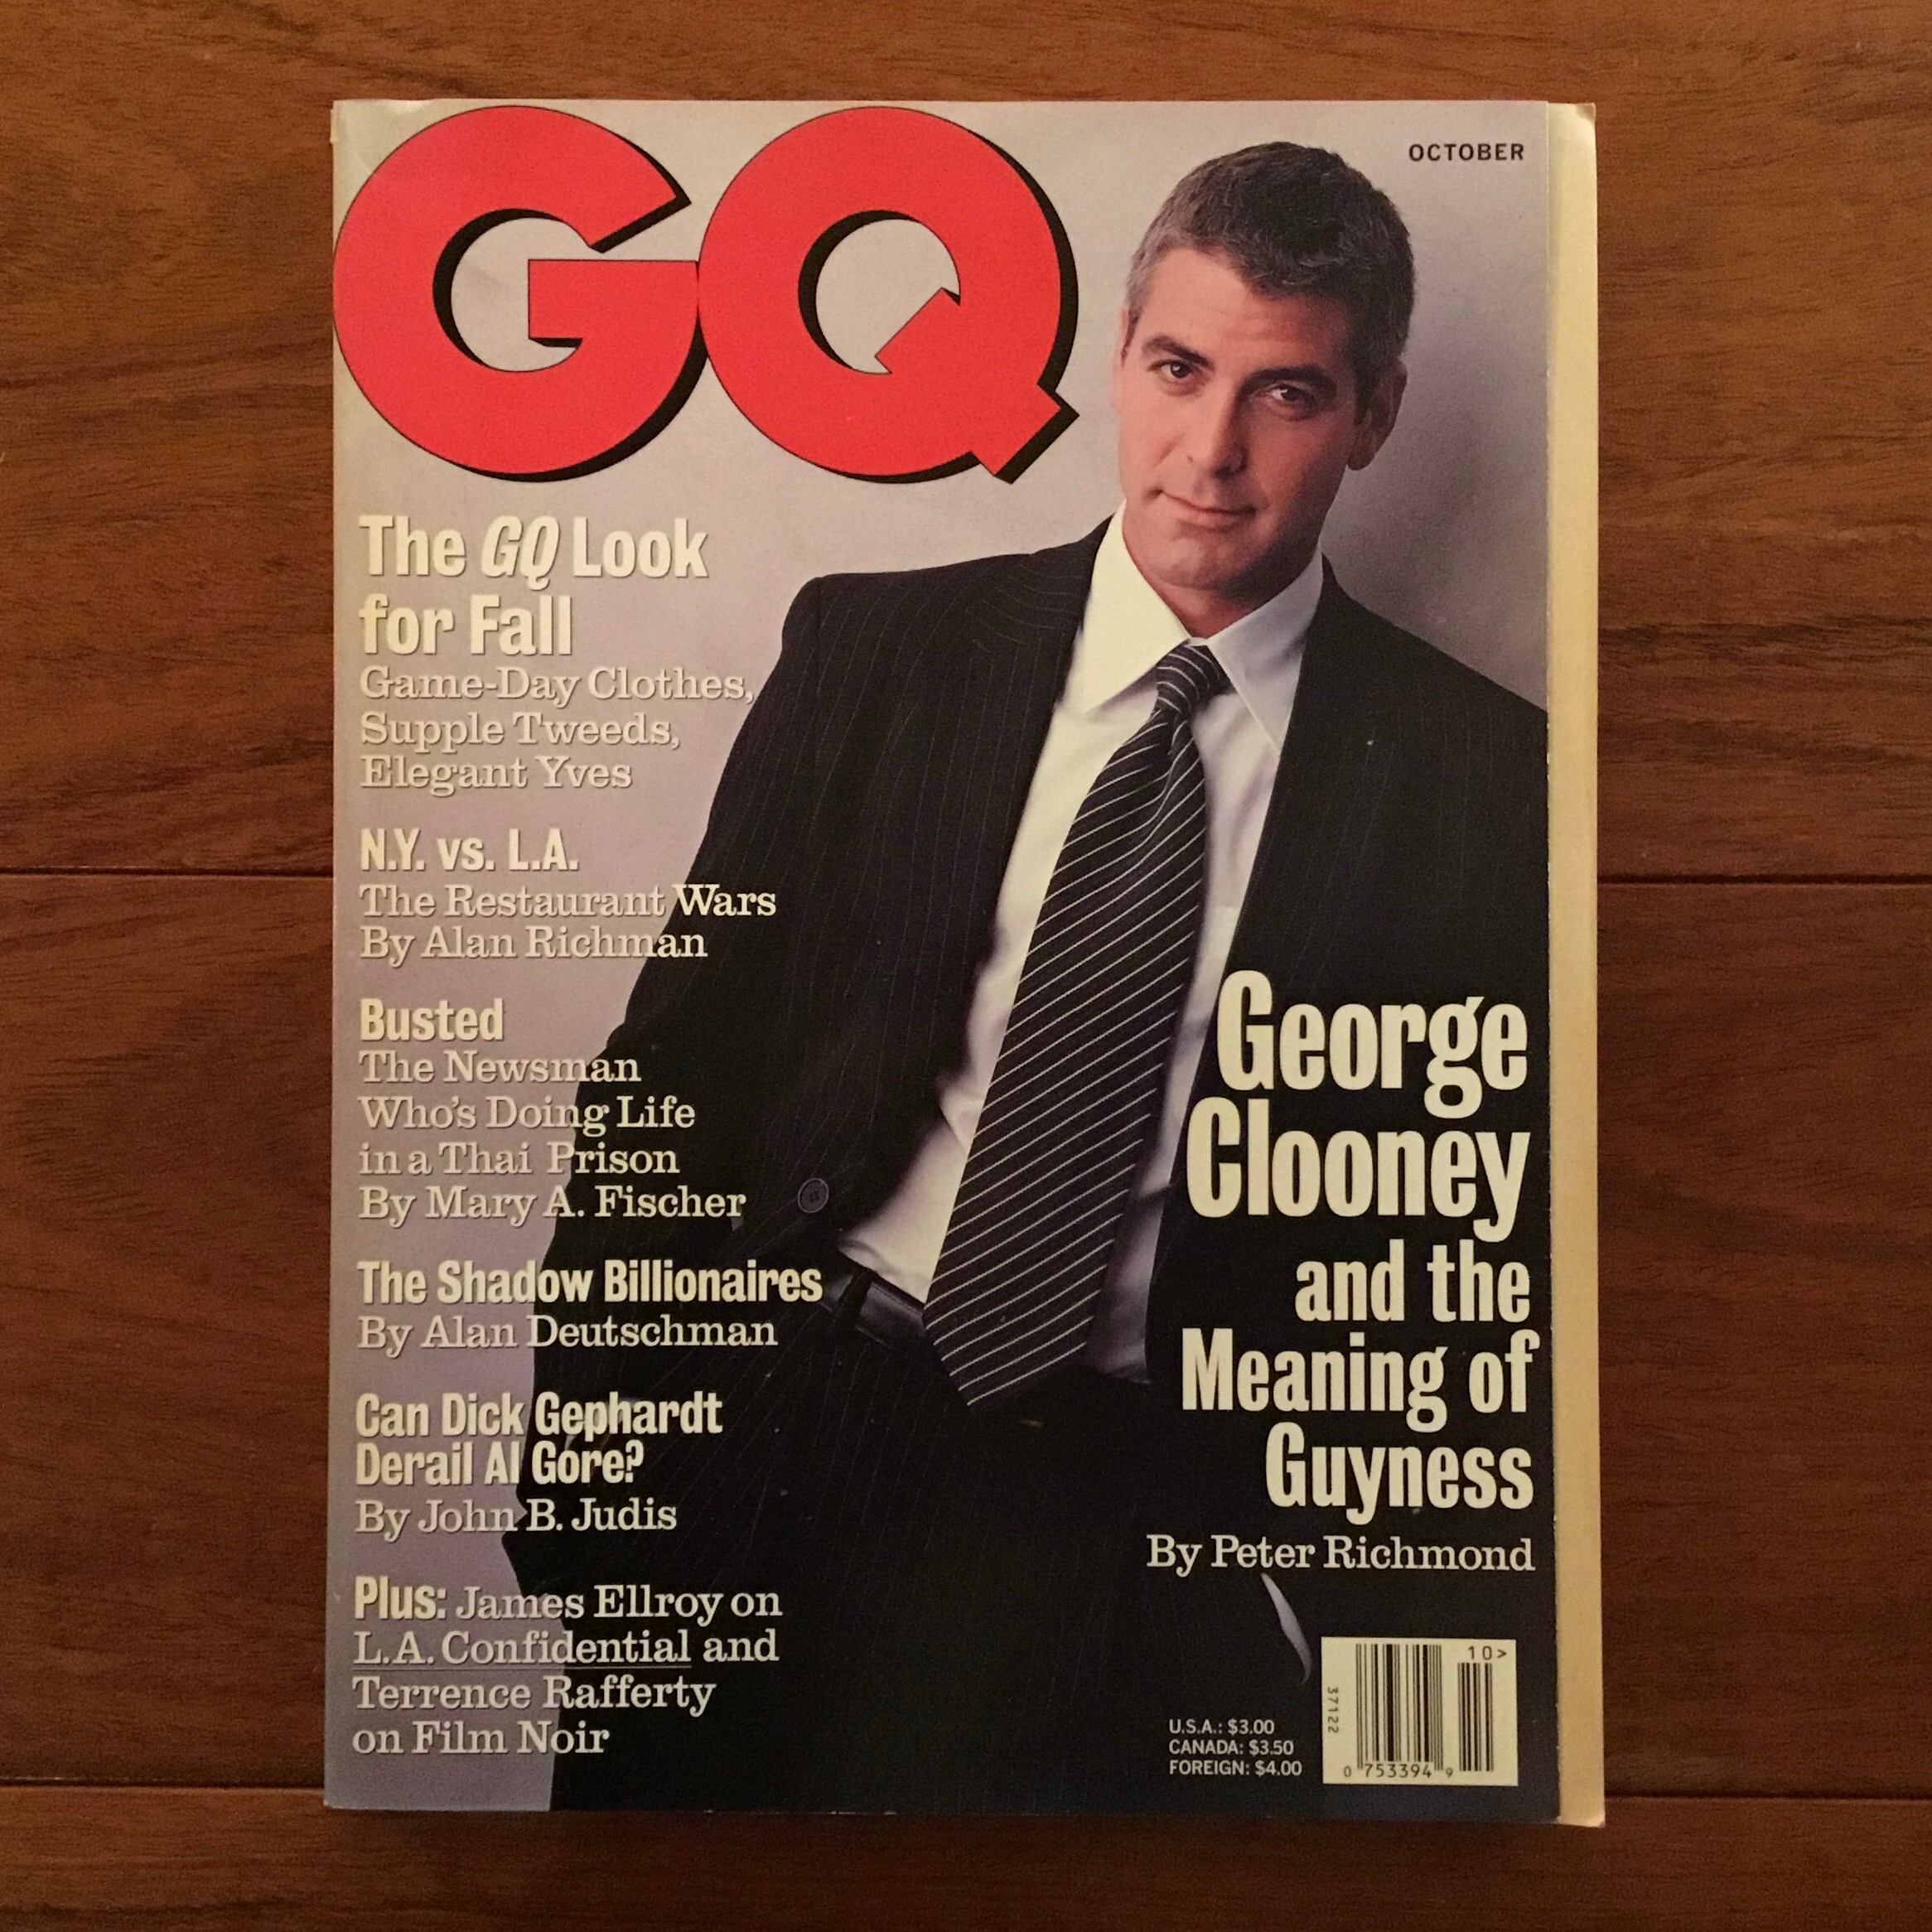 GQ
OCTOBER
The GQ Look
for Fall
Game-Day Clothes,
Supple Tweeds,
Elegant Yves
N.Y. vs. L.A.
The Restaurant Wars
By Alan Richman
Busted
The Newsman
Who's Doing Life
in a Thai Prison
By Mary A. Fischer
The Shadow Billionaires
By Alan Deutschman
Can Dick Gephardt
Derail Al Gore?
By John B. Judis
Plus: James Ellroy on
L.A. Confidential and
Terrence Rafferty
on Film Noir
George
Clooney
and the
Meaning of
Guyness
By Peter Richmond
U.S.A.: $3.00
CANADA: $3.50
FOREIGN: $4.00
10>
37122
0 753394 9